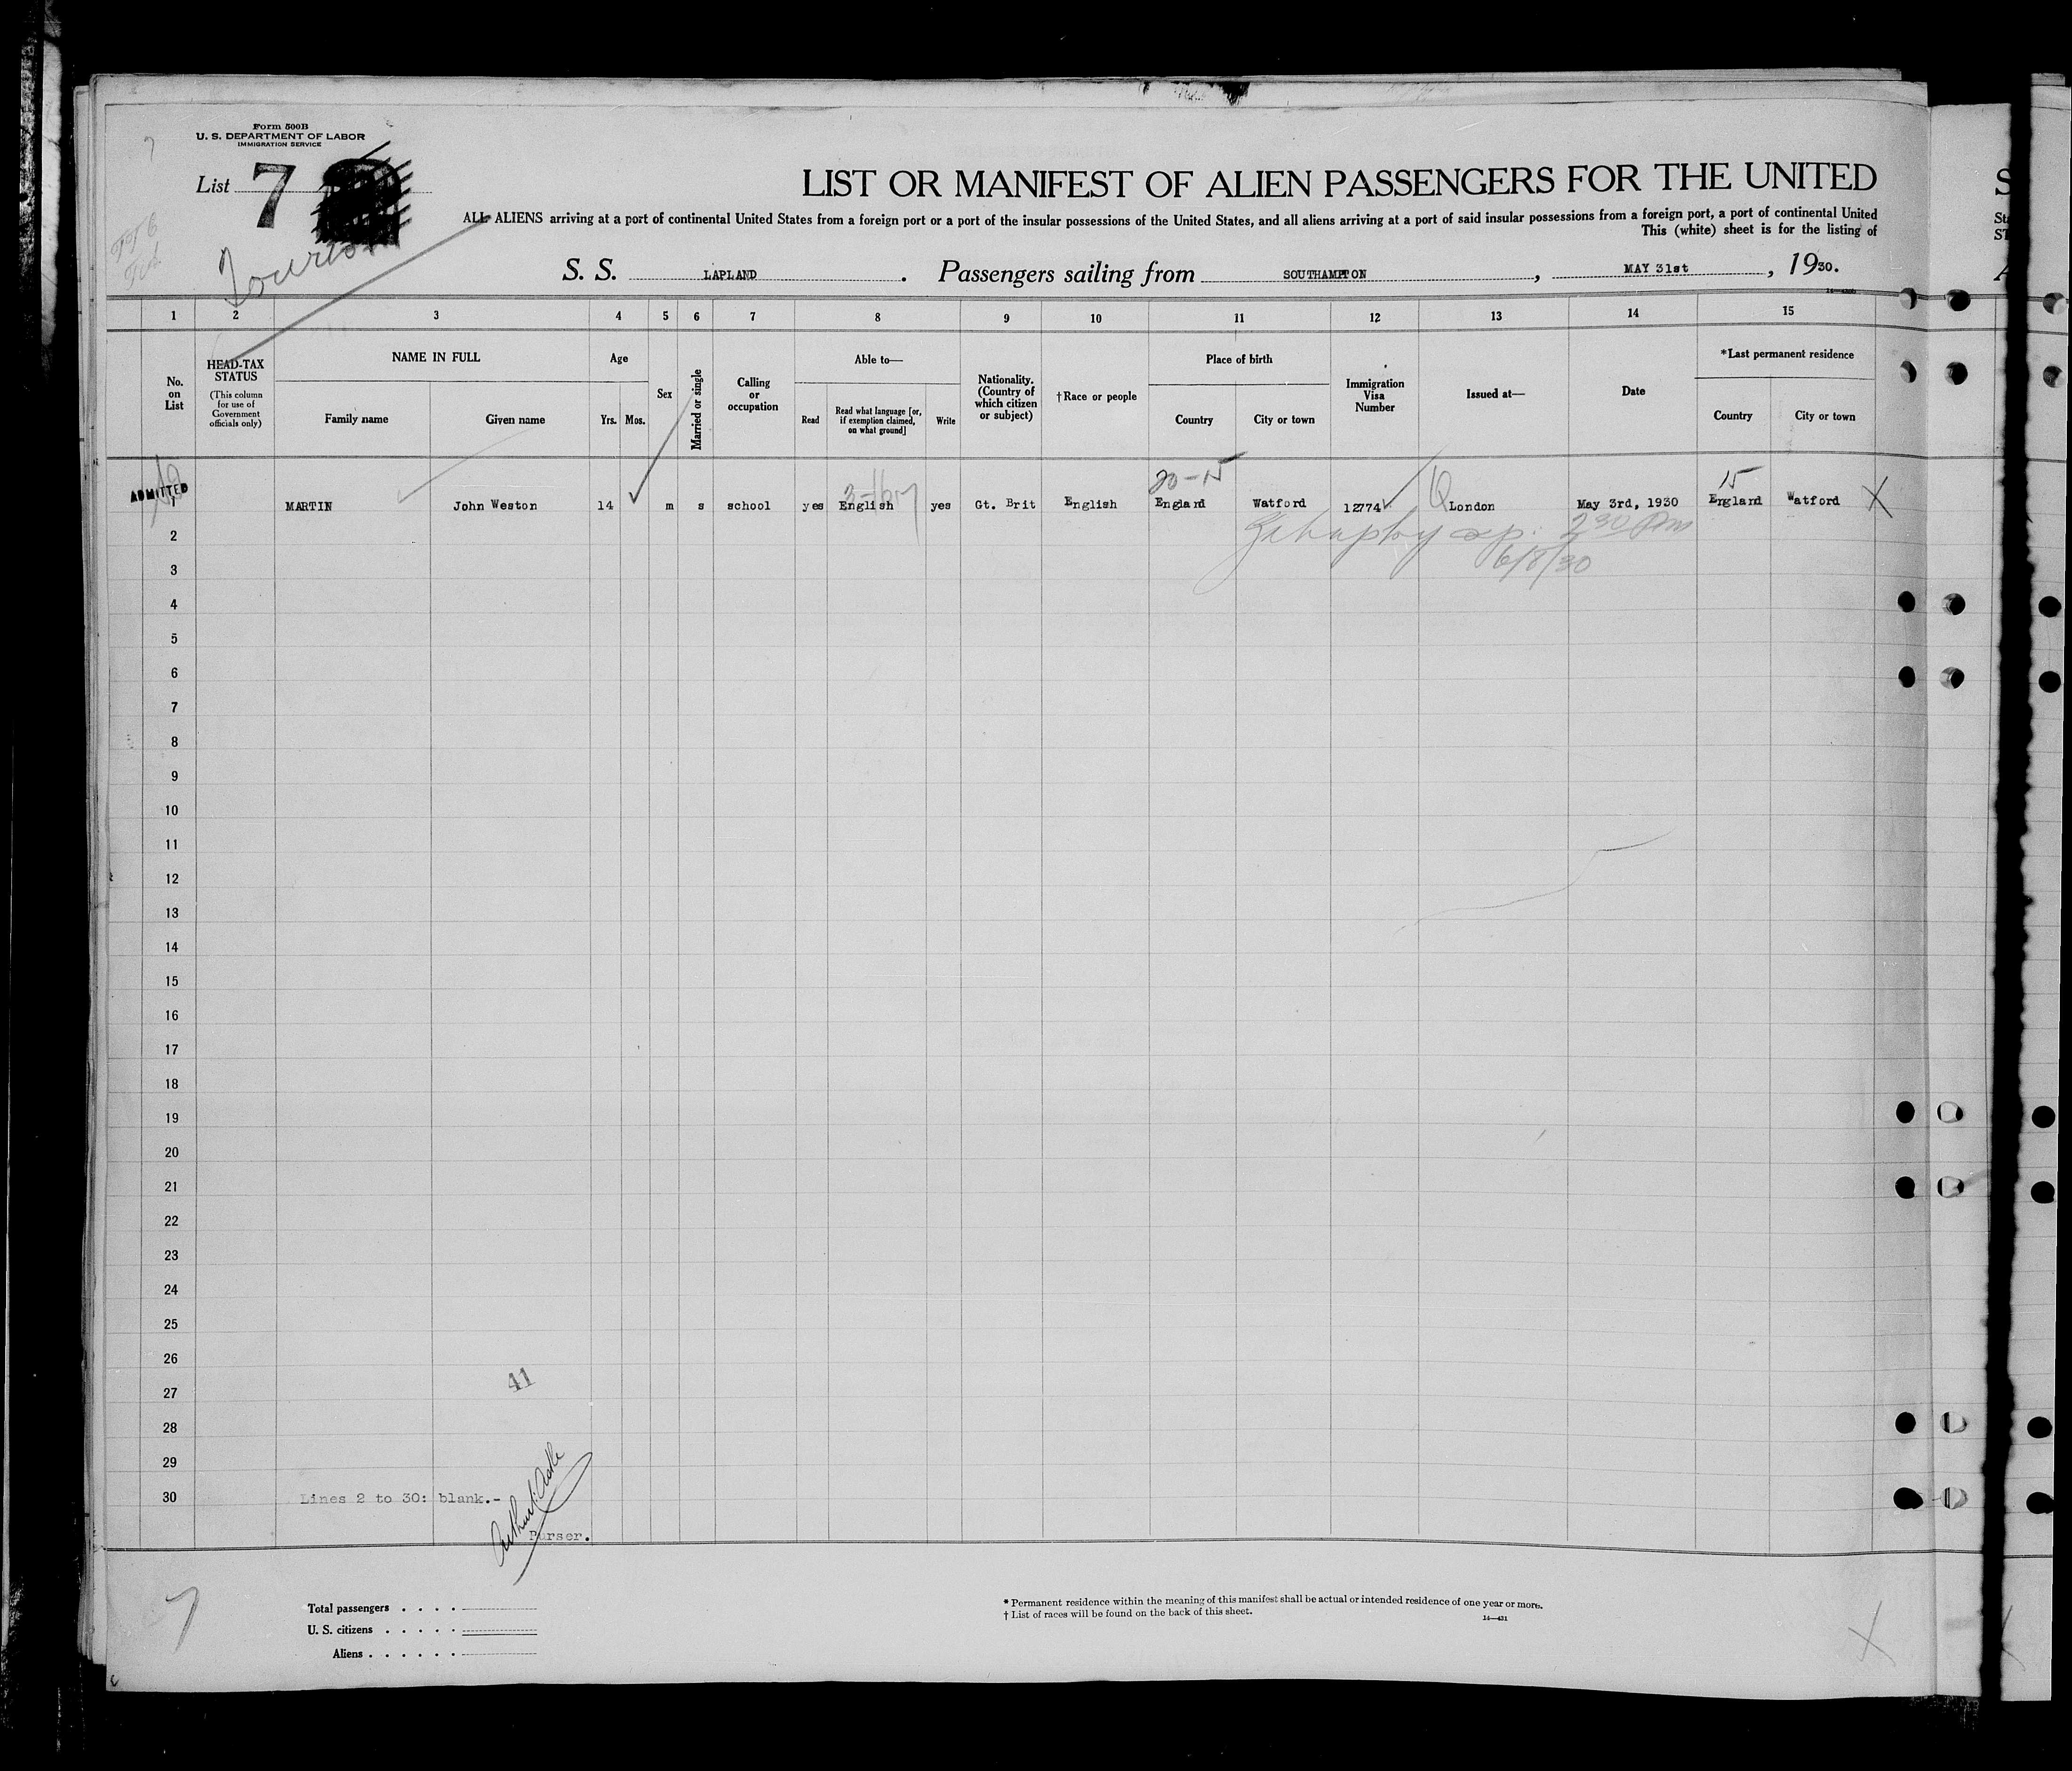 7
Form 500B
U. S. DEPARTMENT OF LABOR
IMMIGRATION SERVICE
List 7
LIST OR MANIFEST OF ALIEN PASSENGERS FOR THE UNITED
ALL ALIENS arriving at a port of continental United States from a foreign port or a port of the insular possessions of the United States, and all aliens arriving at a port of said insular possessions from a foreign port, a port of continental United
This (white) sheet is for the listing of
S. S. LAPLAND. Passengers sailing from SOUTHAMPTON, MAY 31st, 1930.
1 2 3 4 5 6 7 8 9 10 11 12 13 14 15
No. on List
HEAD-TAX STATUS
(This column for use of Government officials only)
NAME IN FULL
Family name
Given name
Age
Yrs. Mos.
Sex
Married or single
Calling or occupation
Able to—
Read
Read what language [or, if exemption claimed, on what ground]
Write
Nationality. (Country of which citizen or subject)
†Race or people
Place of birth
Country
City or town
Immigration Visa Number
Issued at—
Date
*Last permanent residence
Country
City or town
20-15
15
ADMITTED
1 MARTIN John Weston 14 m s school yes English yes Gt. Brit English England Watford 12774 London May 3rd, 1930 England Watford X
2
6/8/30
3
4
5
6
7
8
9
10
11
12
13
14
15
16
17
18
19
20
21
22
23
24
25
26
41
27
28
29
30 Lines 2 to 30: blank.-
Purser.
7
Total passengers . . . .
U. S. citizens . . . . .
Aliens . . . . . .
* Permanent residence within the meaning of this manifest shall be actual or intended residence of one year or more.
† List of races will be found on the back of this sheet.
14—431
X